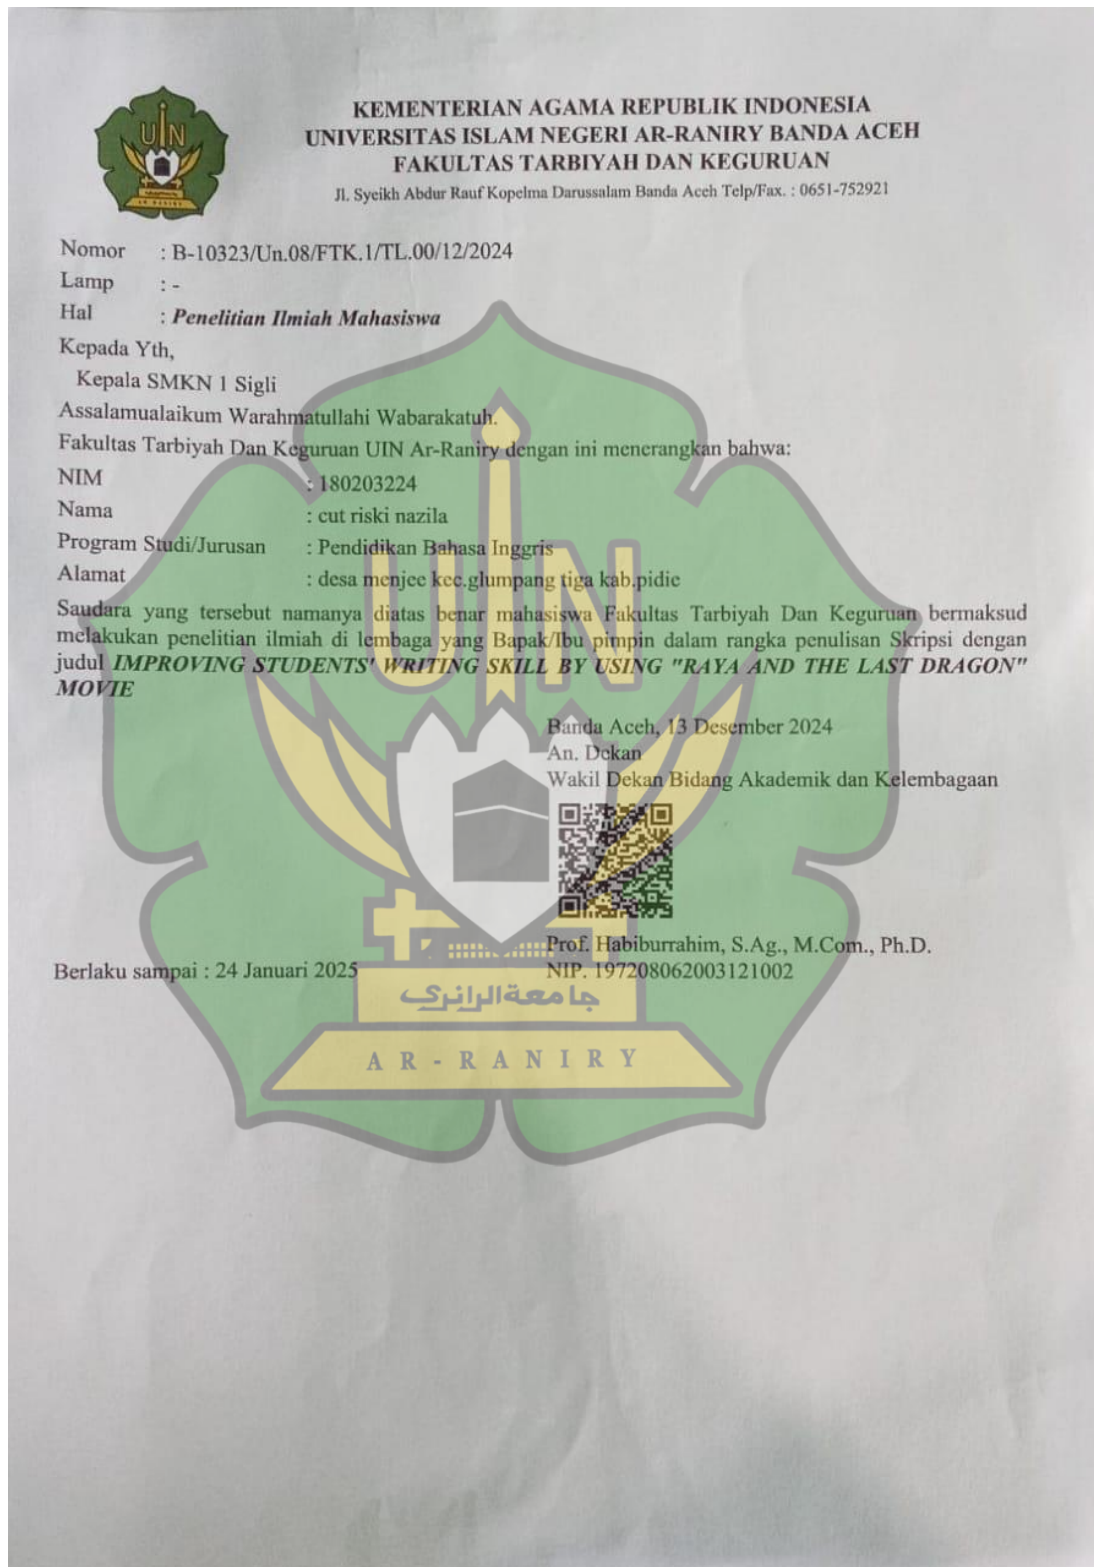 UIN
AR-RANIRY
KEMENTERIAN AGAMA REPUBLIK INDONESIA
UNIVERSITAS ISLAM NEGERI AR-RANIRY BANDA ACEH
FAKULTAS TARBIYAH DAN KEGURUAN
Jl. Syeikh Abdur Rauf Kopelma Darussalam Banda Aceh Telp/Fax. : 0651-752921
Nomor : B-10323/Un.08/FTK.1/TL.00/12/2024
Lamp : -
Hal : Penelitian Ilmiah Mahasiswa
Kepada Yth,
Kepala SMKN 1 Sigli
Assalamualaikum Warahmatullahi Wabarakatuh.
Fakultas Tarbiyah Dan Keguruan UIN Ar-Raniry dengan ini menerangkan bahwa:
NIM : 180203224
Nama : cut riski nazila
Program Studi/Jurusan : Pendidikan Bahasa Inggris
Alamat : desa menjee kec.glumpang tiga kab.pidie
Saudara yang tersebut namanya diatas benar mahasiswa Fakultas Tarbiyah Dan Keguruan bermaksud
melakukan penelitian ilmiah di lembaga yang Bapak/Ibu pimpin dalam rangka penulisan Skripsi dengan
judul IMPROVING STUDENTS' WRITING SKILL BY USING "RAYA AND THE LAST DRAGON"
MOVIE
UIN
Banda Aceh, 13 Desember 2024
An. Dekan
Wakil Dekan Bidang Akademik dan Kelembagaan
Prof. Habiburrahim, S.Ag., M.Com., Ph.D.
Berlaku sampai : 24 Januari 2025 NIP. 197208062003121002
جامعة الرانري
AR-RANIRY